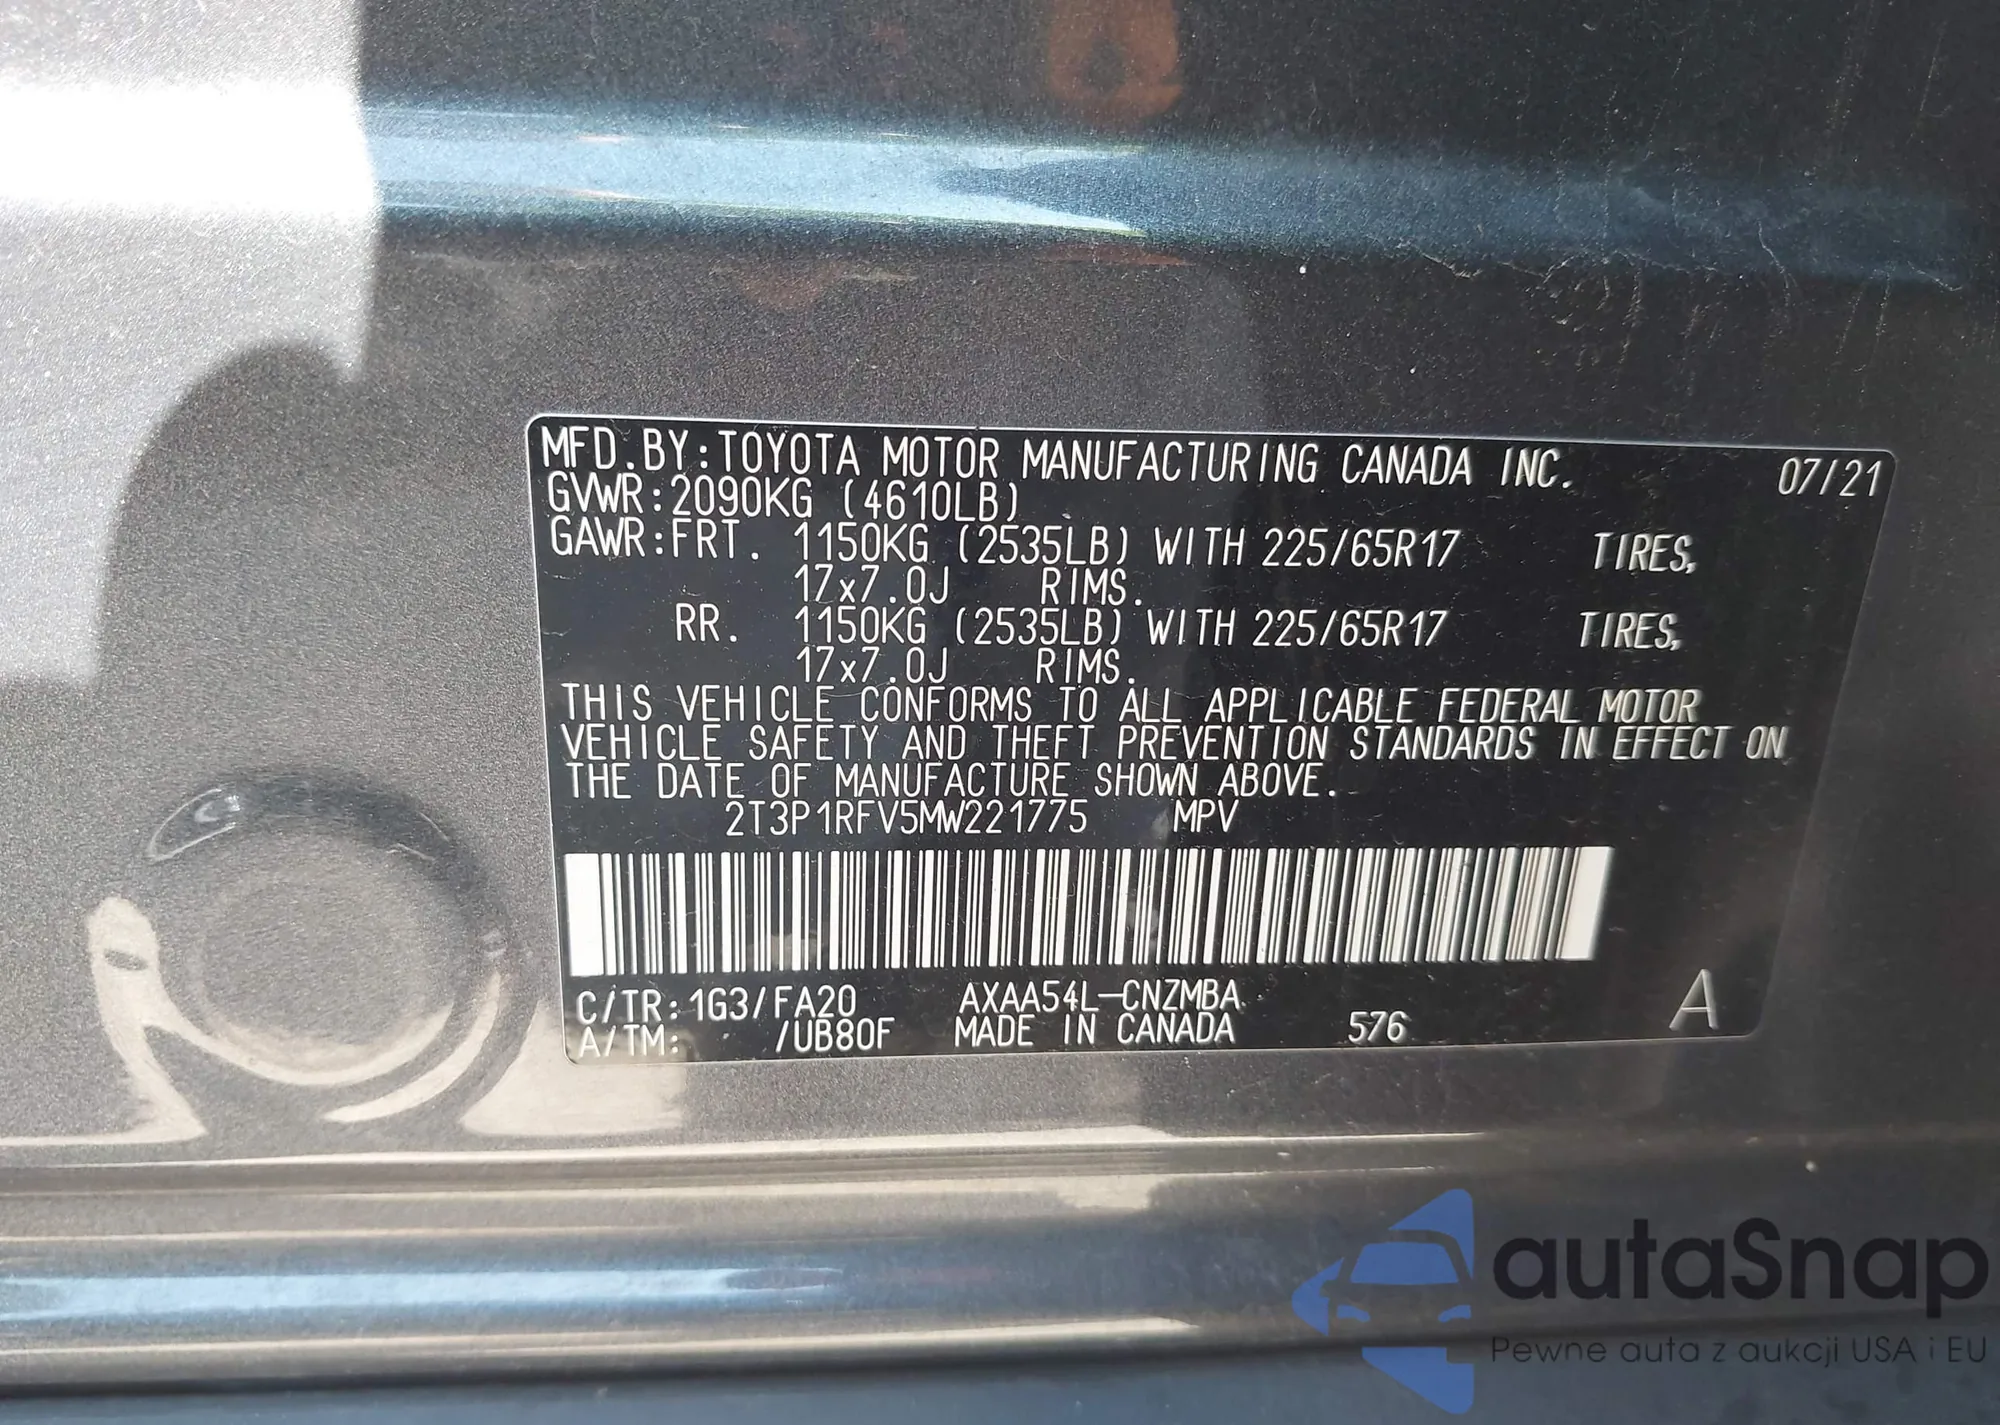 MFD.BY:TOYOTA MOTOR MANUFACTURING CANADA INC. 07/21
GVWR:2090KG (4610LB)
GAWR:FRT. 1150KG (2535LB) WITH 225/65R17 TIRES,
17x7.0J RIMS.
RR. 1150KG (2535LB) WITH 225/65R17 TIRES,
17x7.0J RIMS.
THIS VEHICLE CONFORMS TO ALL APPLICABLE FEDERAL MOTOR
VEHICLE SAFETY AND THEFT PREVENTION STANDARDS IN EFFECT ON
THE DATE OF MANUFACTURE SHOWN ABOVE.
2T3P1RFV5MW221775 MPV
C/TR:1G3/FA20 AXAA54L-CNZMBA
A/TM: /UB80F MADE IN CANADA 576 A
autaSnap
Pewne auta z aukcji USA i EU